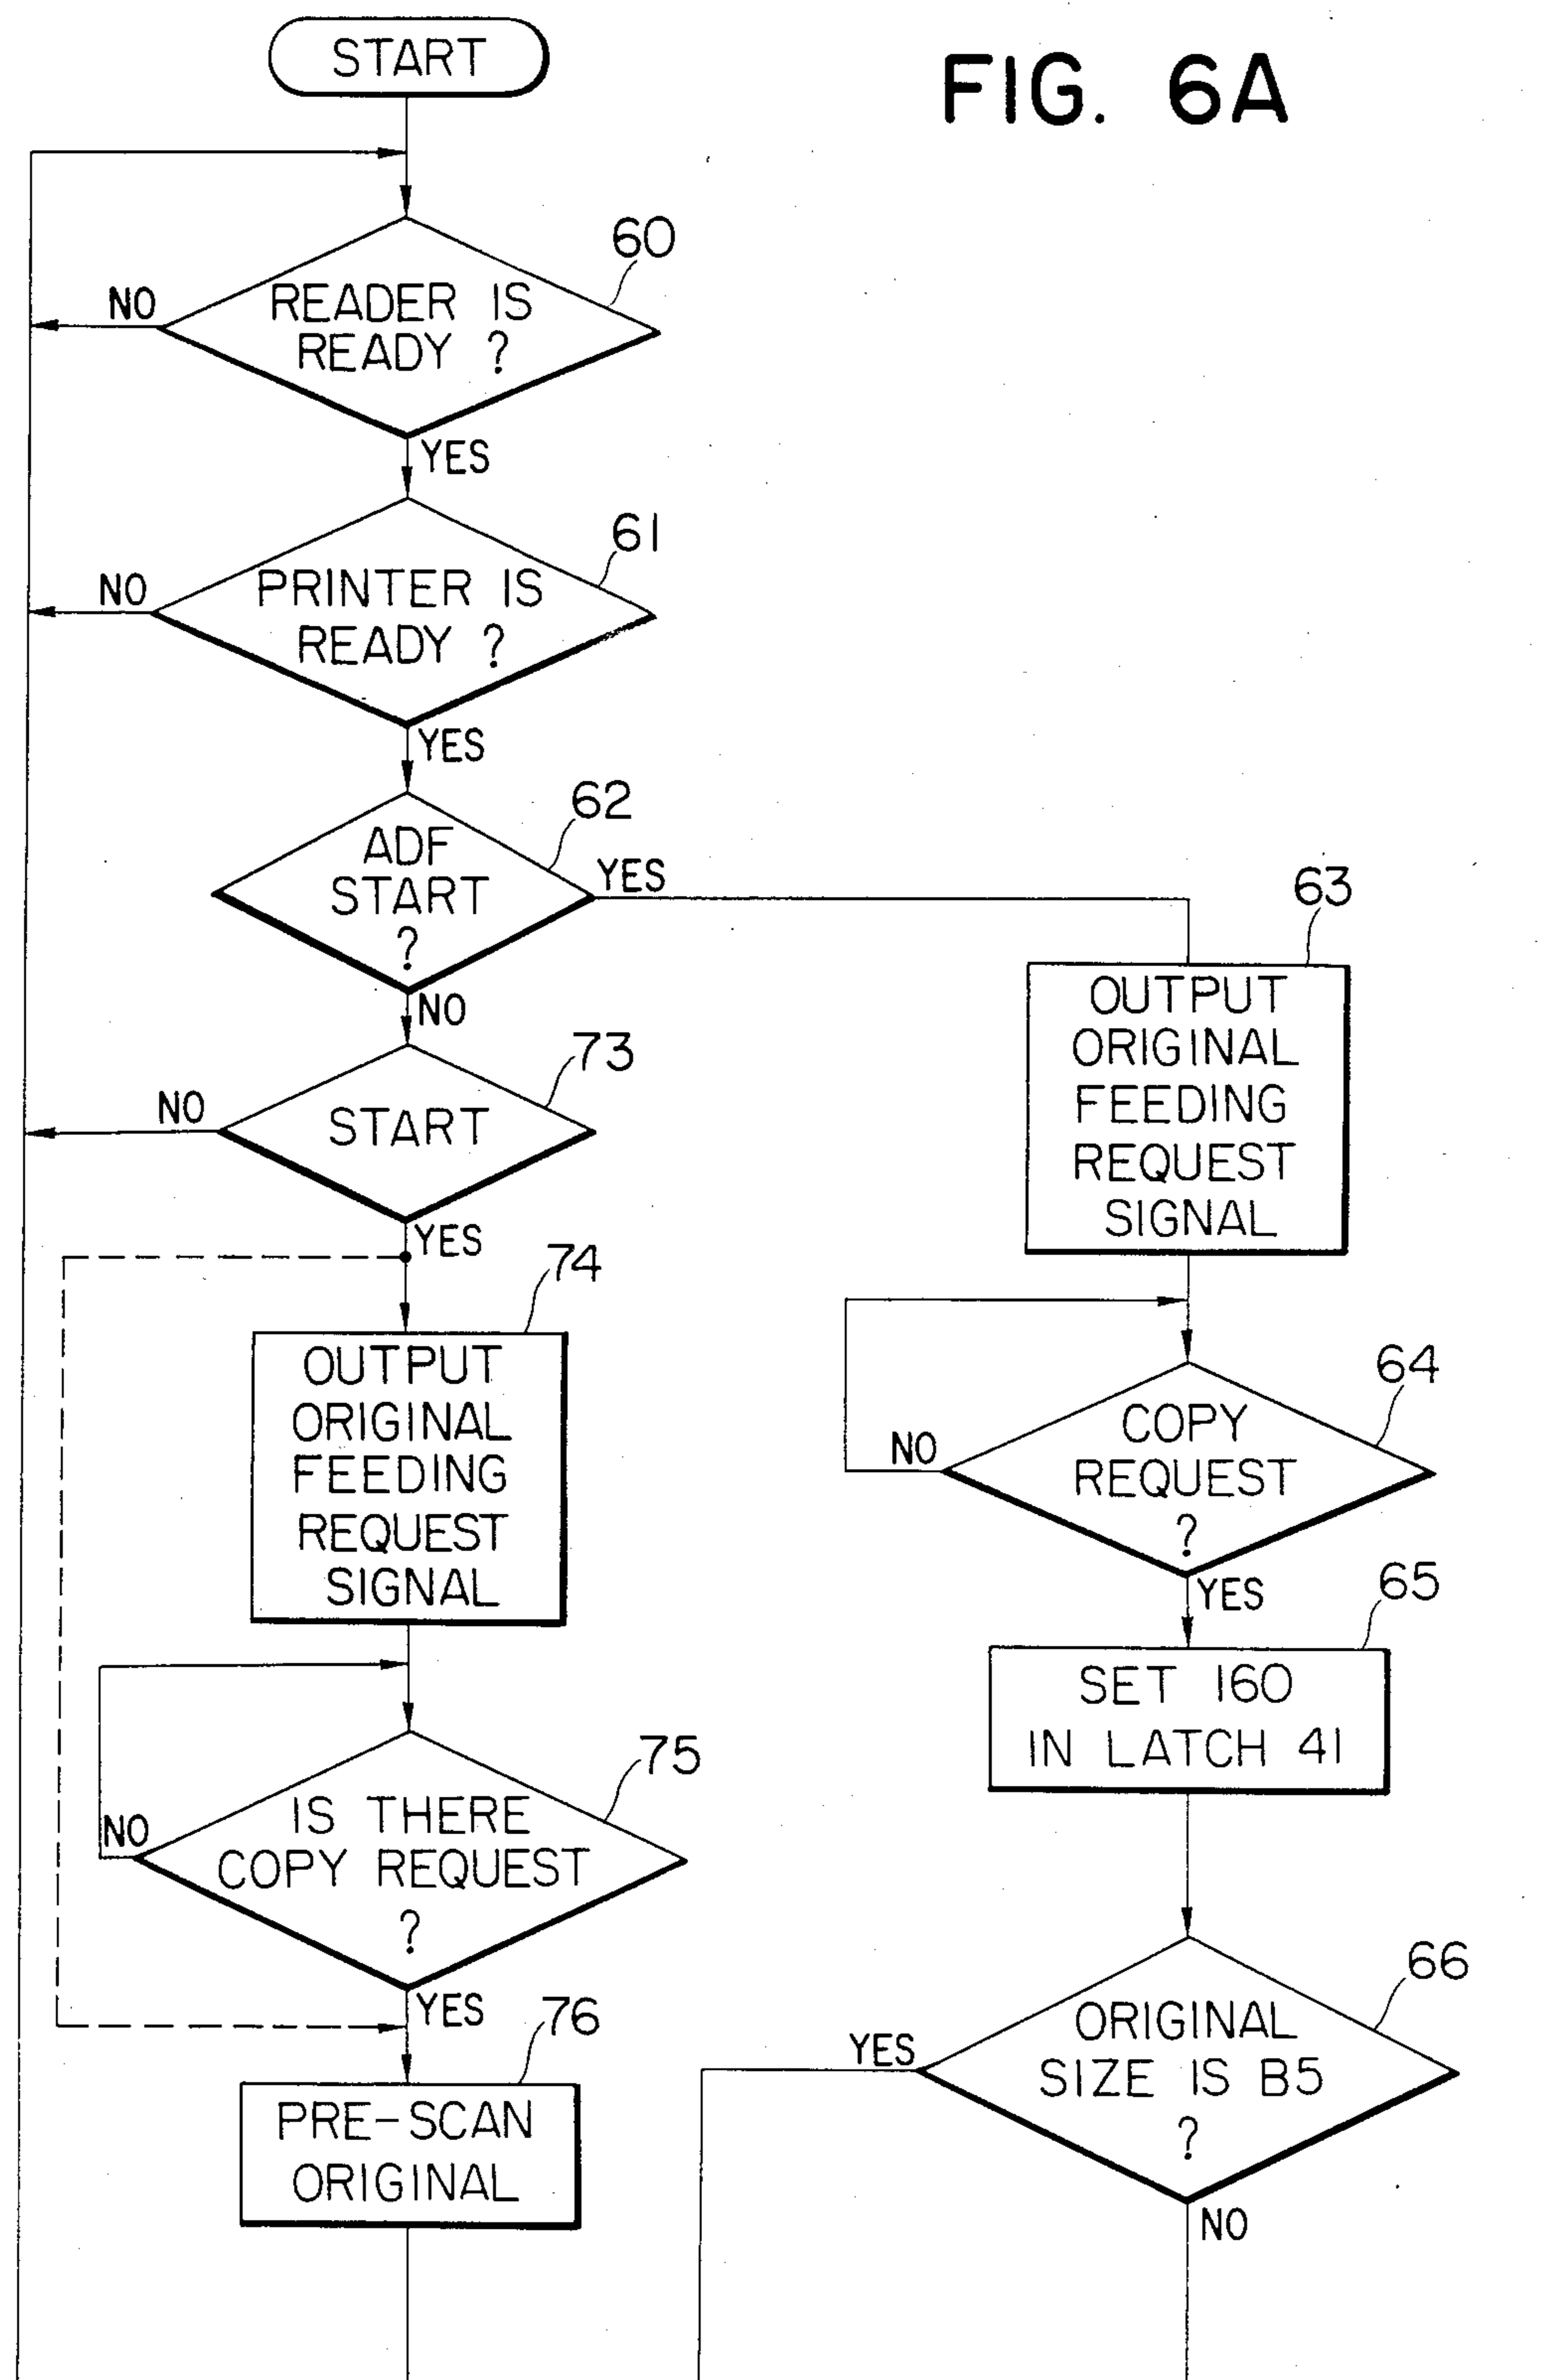 START
FIG. 6A
60
READER IS
READY ?
NO
YES
61
PRINTER IS
READY ?
NO
YES
62
ADF
START
?
YES
NO
63
OUTPUT
ORIGINAL
FEEDING
REQUEST
SIGNAL
73
START
NO
YES
74
OUTPUT
ORIGINAL
FEEDING
REQUEST
SIGNAL
64
COPY
REQUEST
?
NO
YES
65
SET 160
IN LATCH 41
75
IS THERE
COPY REQUEST
?
NO
YES
66
ORIGINAL
SIZE IS B5
?
YES
NO
76
PRE-SCAN
ORIGINAL